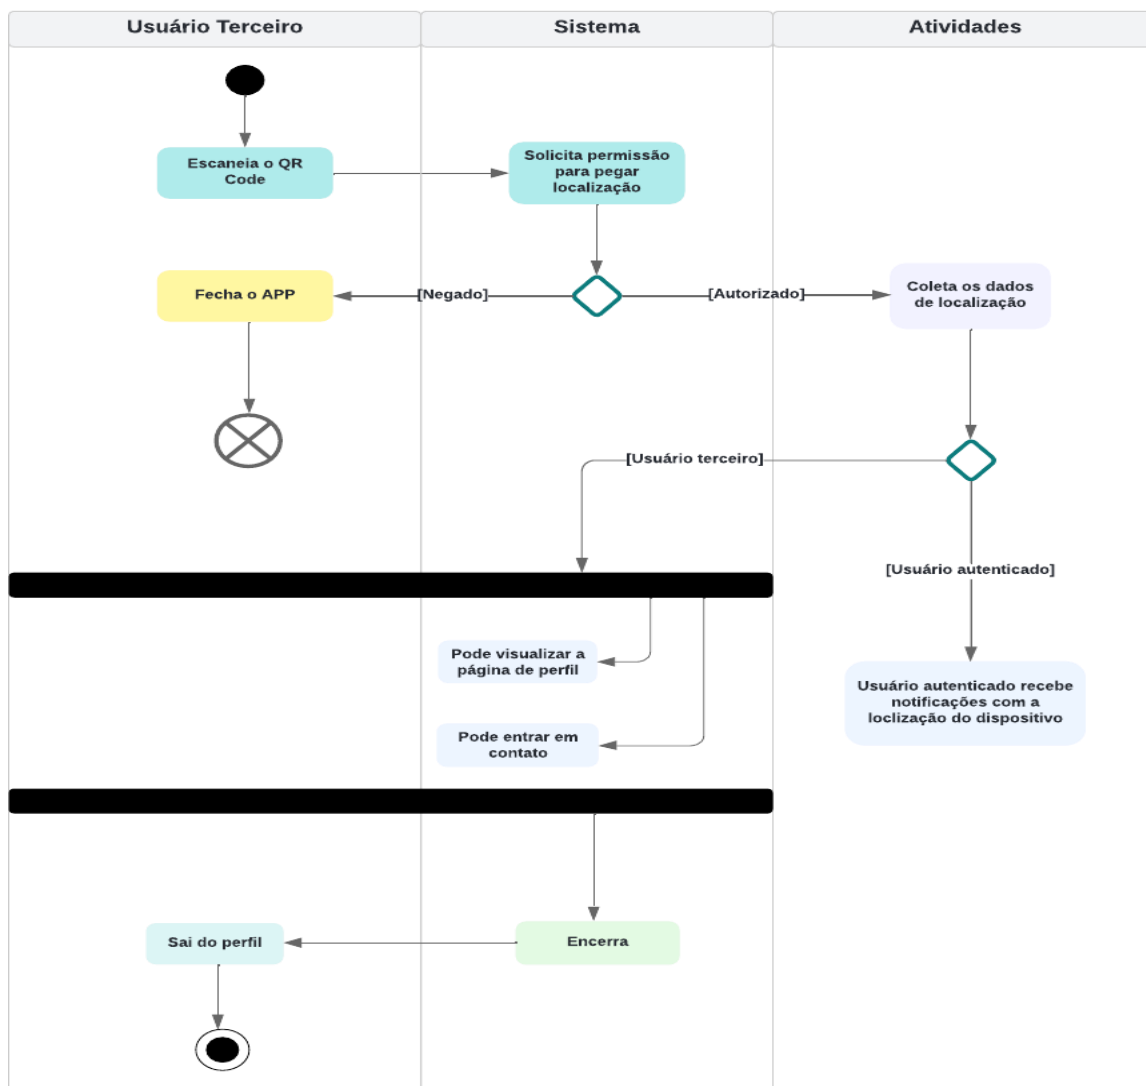 Usuário Terceiro
Sistema
Atividades
Escaneia o QR
Code
Solicita permissão
para pegar
localização
Fecha o APP
[Negado]
[Autorizado]
Coleta os dados
de localização
[Usuário terceiro]
[Usuário autenticado]
Pode visualizar a
página de perfil
Usuário autenticado recebe
notificações com a
loclização do dispositivo
Pode entrar em
contato
Sai do perfil
Encerra